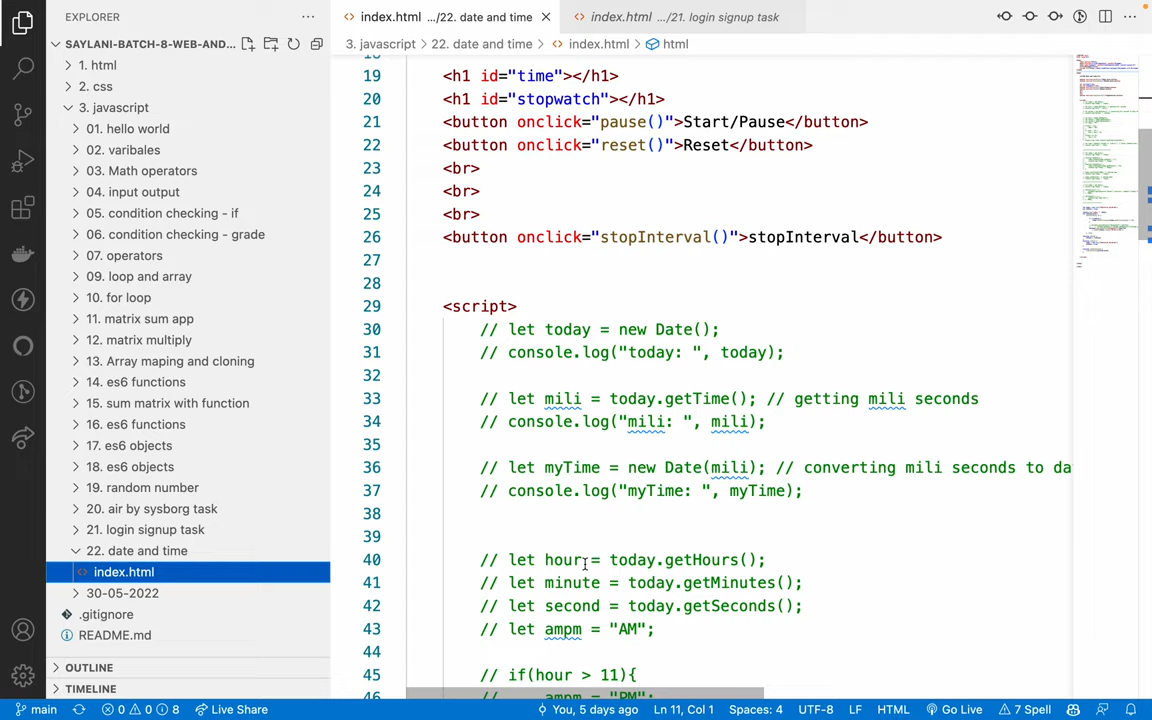 EXPLORER
SAYLANI-BATCH-8-WEB-AND...
1. html
2. css
3. javascript
01. hello world
02. varibales
03. Math operators
04. input output
05. condition checking - if
06. condition checking - grade
07. operators
09. loop and array
10. for loop
11. matrix sum app
12. matrix multiply
13. Array maping and cloning
14. es6 functions
15. sum matrix with function
16. es6 functions
17. es6 objects
18. es6 objects
19. random number
20. air by sysborg task
21. login signup task
22. date and time
index.html
30-05-2022
.gitignore
README.md
OUTLINE
TIMELINE
index.html .../22. date and time
index.html .../21. login signup task
3. javascript > 22. date and time > index.html > html
18
19 <h1 id="time"></h1>
20 <h1 id="stopwatch"></h1>
21 <button onclick="pause()">Start/Pause</button>
22 <button onclick="reset()">Reset</button>
23 <br>
24 <br>
25 <br>
26 <button onclick="stopInterval()">stopInterval</button>
27
28
29 <script>
30 // let today = new Date();
31 // console.log("today: ", today);
32
33 // let mili = today.getTime(); // getting mili seconds
34 // console.log("mili: ", mili);
35
36 // let myTime = new Date(mili); // converting mili seconds to da
37 // console.log("myTime: ", myTime);
38
39
40 // let hour = today.getHours();
41 // let minute = today.getMinutes();
42 // let second = today.getSeconds();
43 // let ampm = "AM";
44
45 // if(hour > 11){
46 // ampm = "PM";
main 0 0 8 Live Share You, 5 days ago Ln 11, Col 1 Spaces: 4 UTF-8 LF HTML Go Live 7 Spell